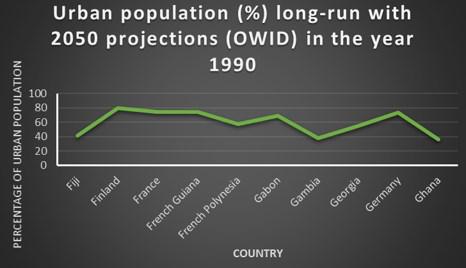 Urban population (%) long-run with
2050 projections (OWID) in the year
1990
PERCENTAGE OF URBAN POPULATION
100
80
60
40
20
0
Fiji
Finland
France
French Guiana
French Polynesia
Gabon
Gambia
Georgia
Germany
Ghana
COUNTRY